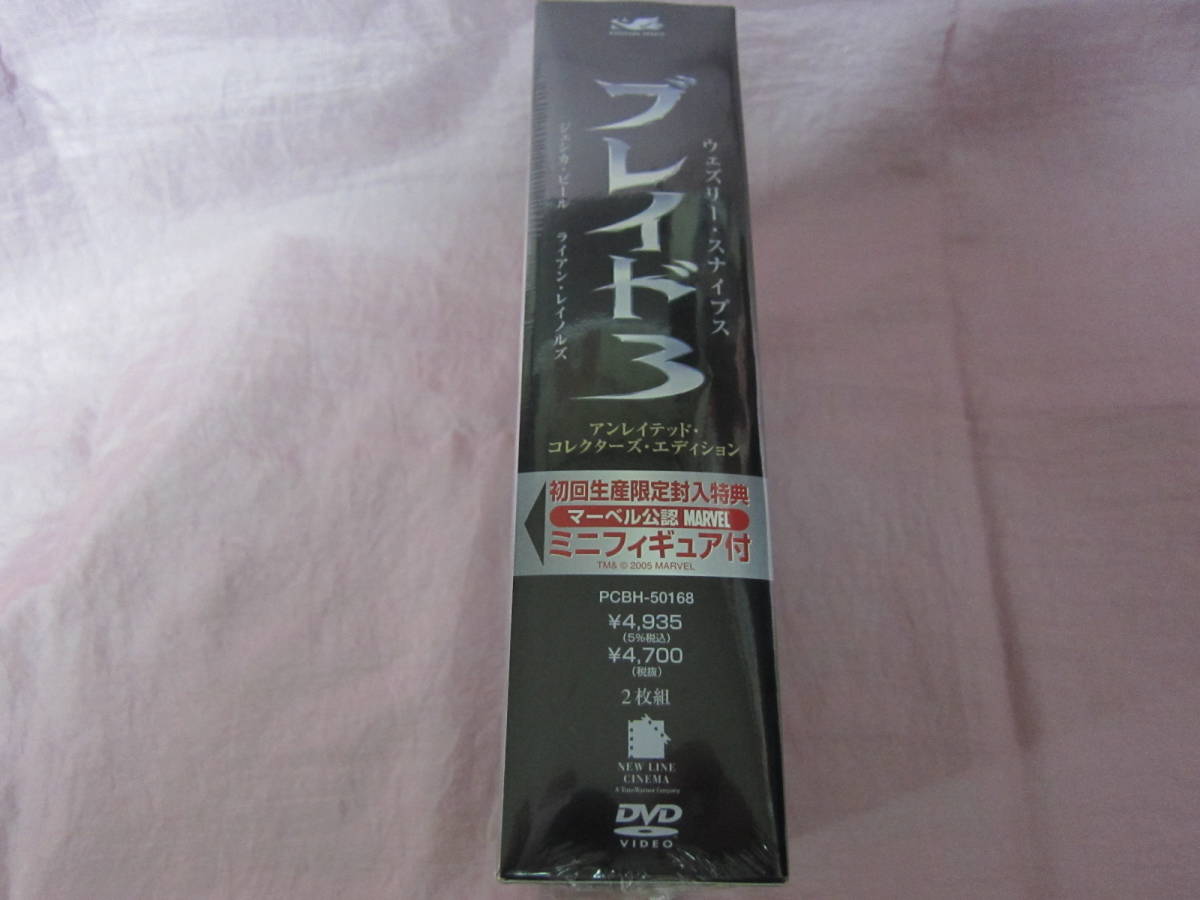 ブレイド3
ウェズリー・スナイプス
ジェシカ・ビール ライアン・レイノルズ
アンレイテッド・
コレクターズ・エディション
初回生産限定封入特典
マーベル公認 MARVEL
ミニフィギュア付
TM& © 2005 MARVEL
PCBH-50168
¥4,935
(5%税込)
¥4,700
(税抜)
2枚組
NEW LINE
CINEMA
A Time Warner Company
DVD
VIDEO